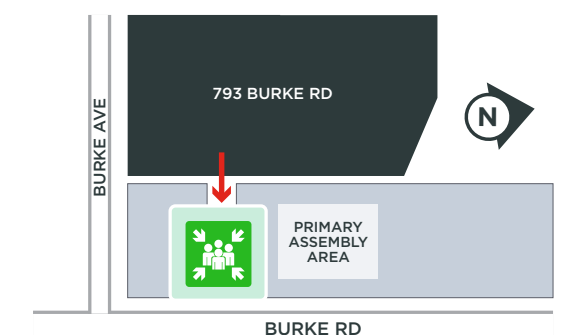 793 BURKE RD
N
BURKE AVE
PRIMARY
ASSEMBLY
AREA
BURKE RD